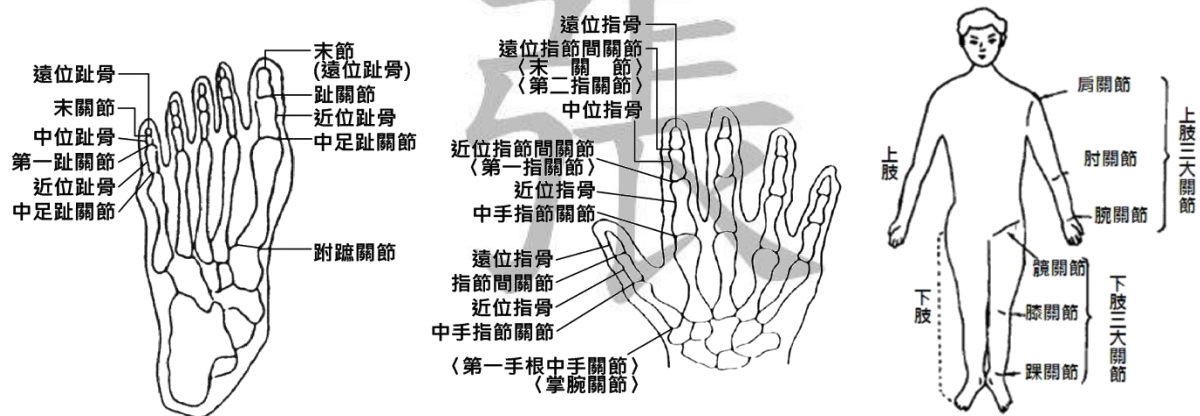 遠位趾骨
末關節
中位趾骨
第一趾關節
近位趾骨
中足趾關節
末節
(遠位趾骨)
趾關節
近位趾骨
中足趾關節
跗蹠關節
張
遠位指骨
遠位指節間關節
〈末關節〉
〈第二指關節〉
中位指骨
近位指節間關節
〈第一指關節〉
近位指骨
中手指節關節
遠位指骨
指節間關節
近位指骨
中手指節關節
〈第一手根中手關節〉
〈掌腕關節〉
上肢
下肢
肩關節
肘關節
腕關節
上肢三大關節
髖關節
膝關節
踝關節
下肢三大關節